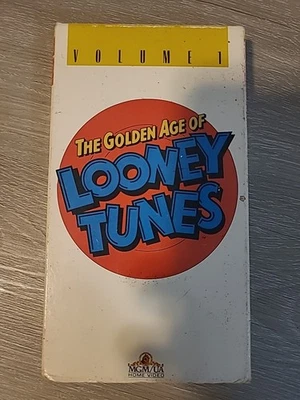 VOLUME 1
THE GOLDEN AGE OF
LOONEY
TUNES
MGM/UA
HOME VIDEO